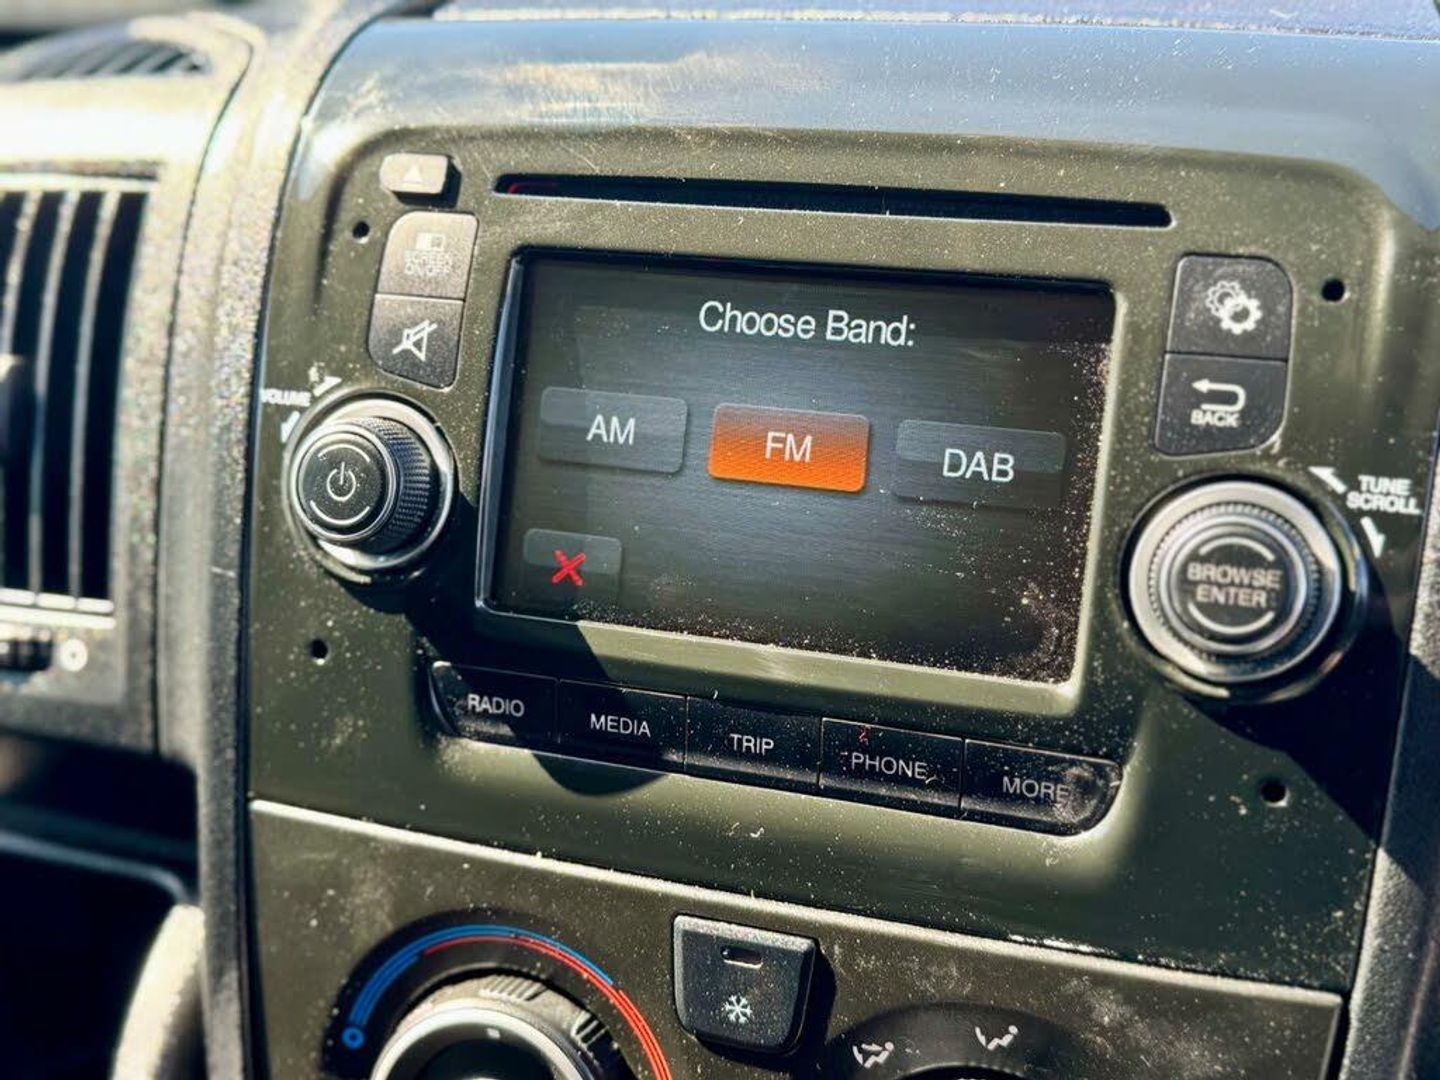 SCREEN
ON/OFF
VOLUME
Choose Band:
AM
FM
DAB
BACK
TUNE
SCROLL
BROWSE
ENTER
RADIO
MEDIA
TRIP
PHONE
MORE